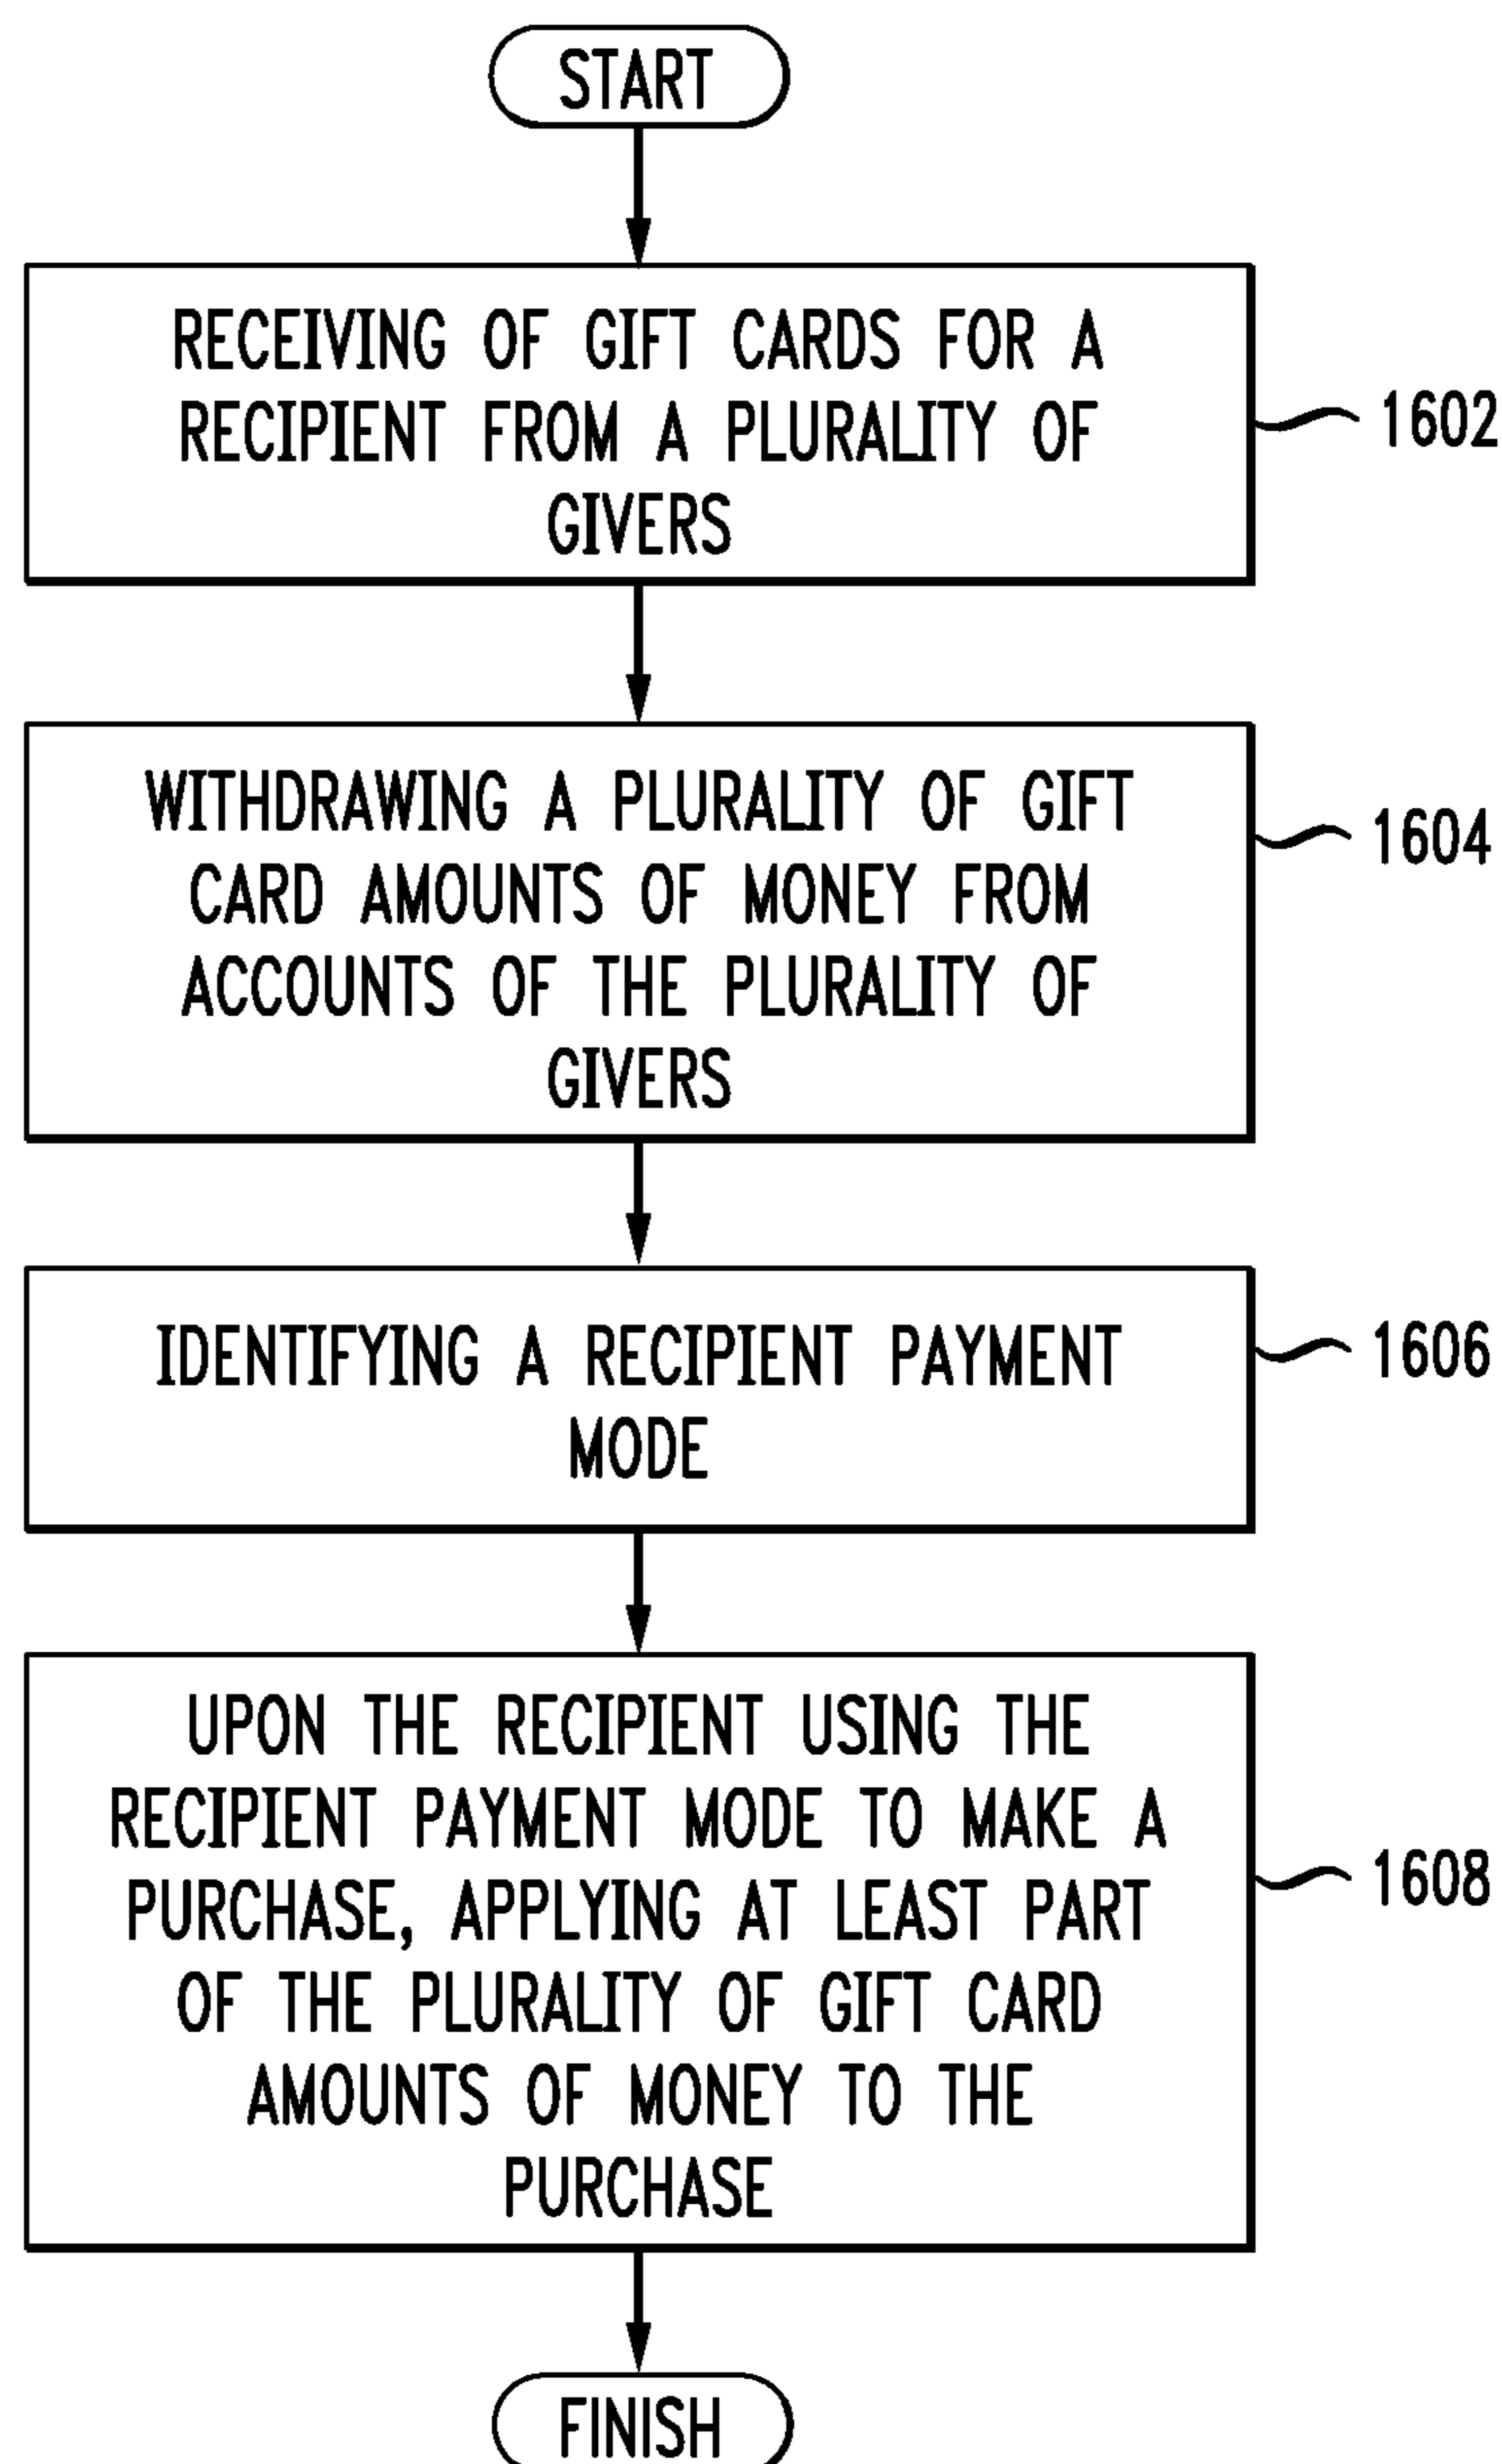 START
RECEIVING OF GIFT CARDS FOR A
RECIPIENT FROM A PLURALITY OF
GIVERS
1602
WITHDRAWING A PLURALITY OF GIFT
CARD AMOUNTS OF MONEY FROM
ACCOUNTS OF THE PLURALITY OF
GIVERS
1604
IDENTIFYING A RECIPIENT PAYMENT
MODE
1606
UPON THE RECIPIENT USING THE
RECIPIENT PAYMENT MODE TO MAKE A
PURCHASE, APPLYING AT LEAST PART
OF THE PLURALITY OF GIFT CARD
AMOUNTS OF MONEY TO THE
PURCHASE
1608
FINISH